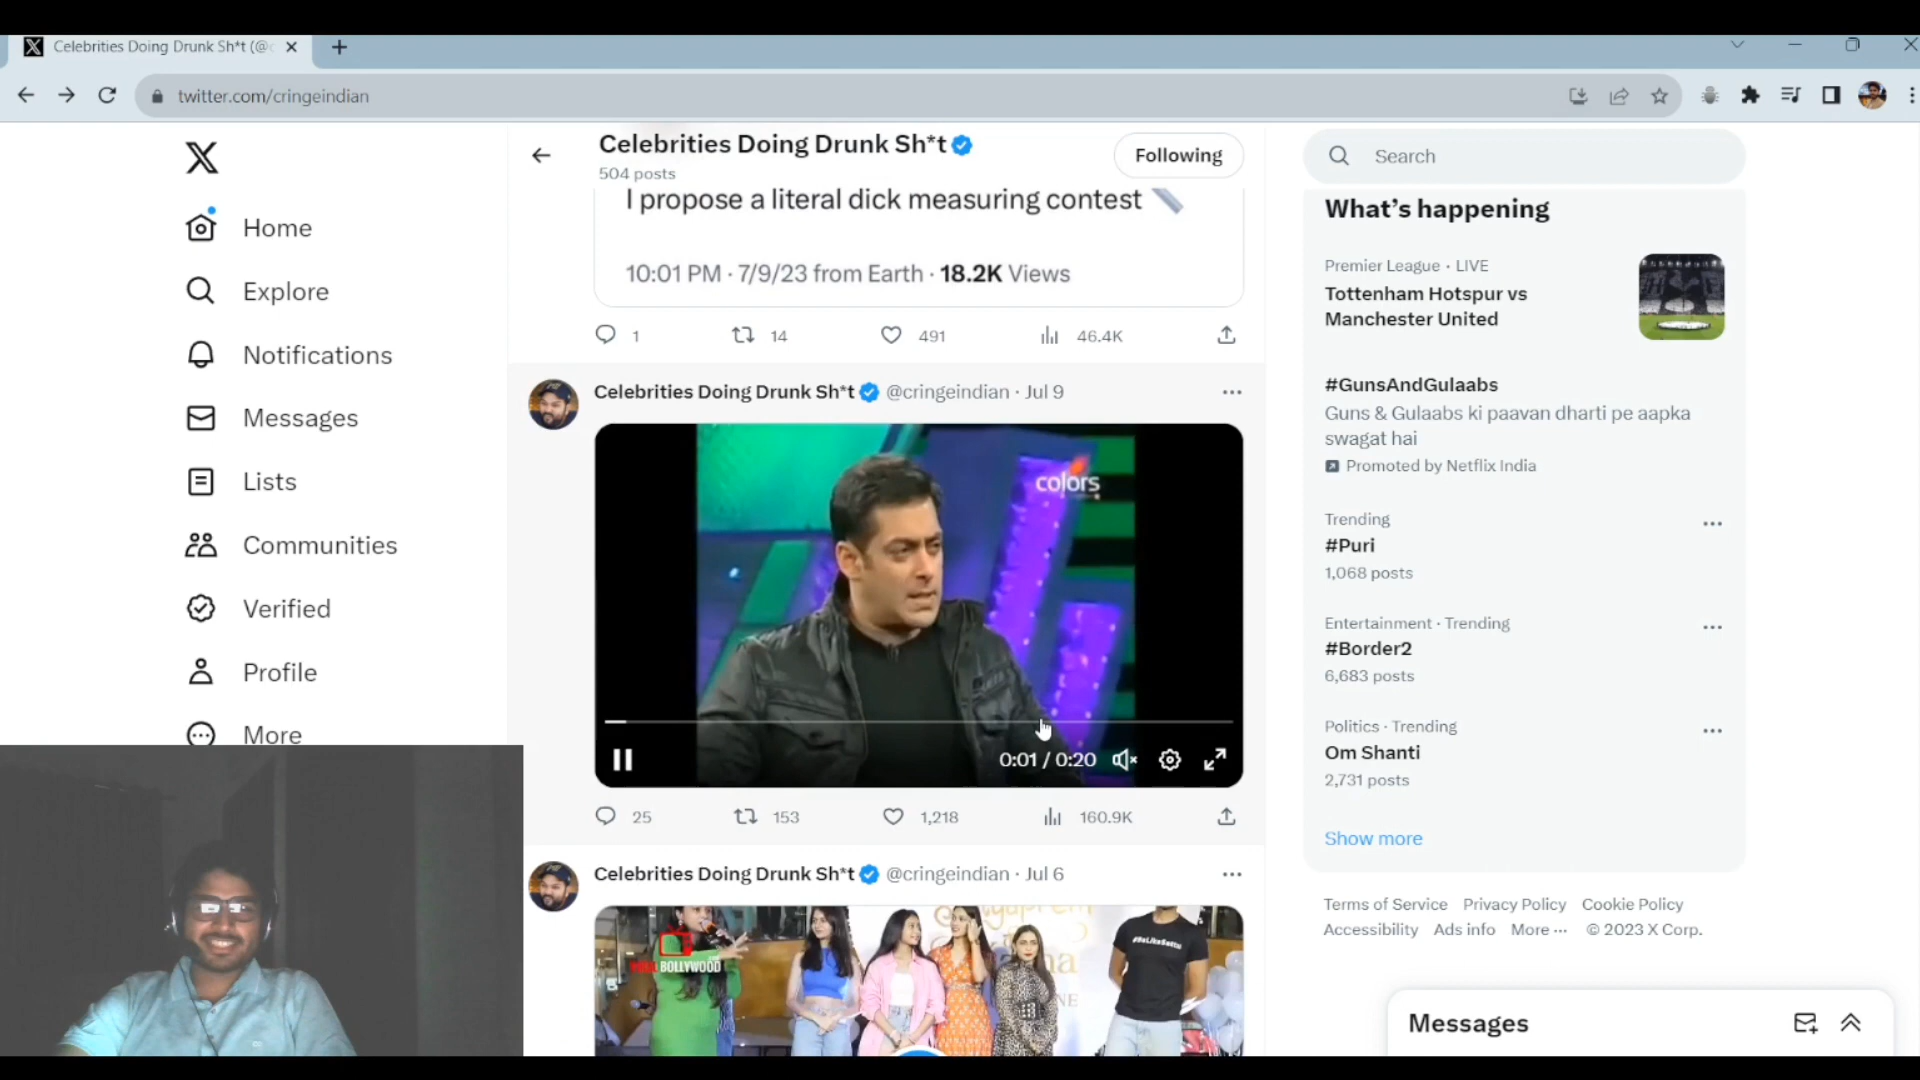 Celebrities Doing Drunk Sh*t (@c
twitter.com/cringeindian
Home
Explore
Notifications
Messages
Lists
Communities
Verified
Profile
More
Celebrities Doing Drunk Sh*t
504 posts
Following
I propose a literal dick measuring contest
10:01 PM · 7/9/23 from Earth · 18.2K Views
1 14 491 46.4K
Celebrities Doing Drunk Sh*t @cringeindian · Jul 9
colors
0:01 / 0:20
25 153 1,218 160.9K
Celebrities Doing Drunk Sh*t @cringeindian · Jul 6
BOLLYWOOD
Search
What's happening
Premier League · LIVE
Tottenham Hotspur vs
Manchester United
#GunsAndGulaabs
Guns & Gulaabs ki paavan dharti pe aapka
swagat hai
Promoted by Netflix India
Trending
#Puri
1,068 posts
Entertainment · Trending
#Border2
6,683 posts
Politics · Trending
Om Shanti
2,731 posts
Show more
Terms of Service Privacy Policy Cookie Policy
Accessibility Ads info More ··· © 2023 X Corp.
Messages